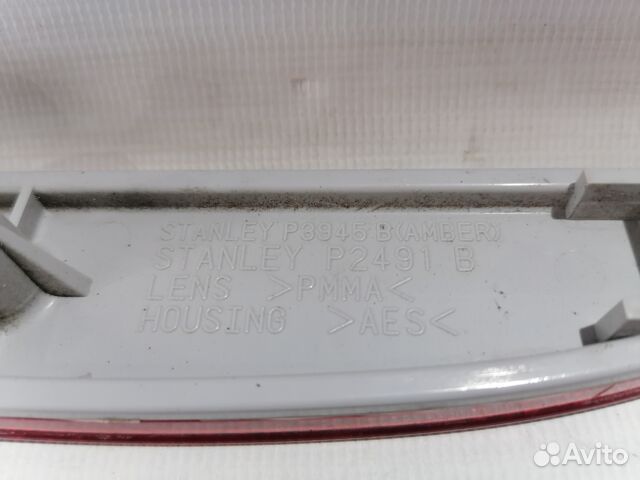 STANLEY P3945 B(AMBER)
STANLEY P2491 B
LENS >PMMA<
HOUSING >AES<
Avito